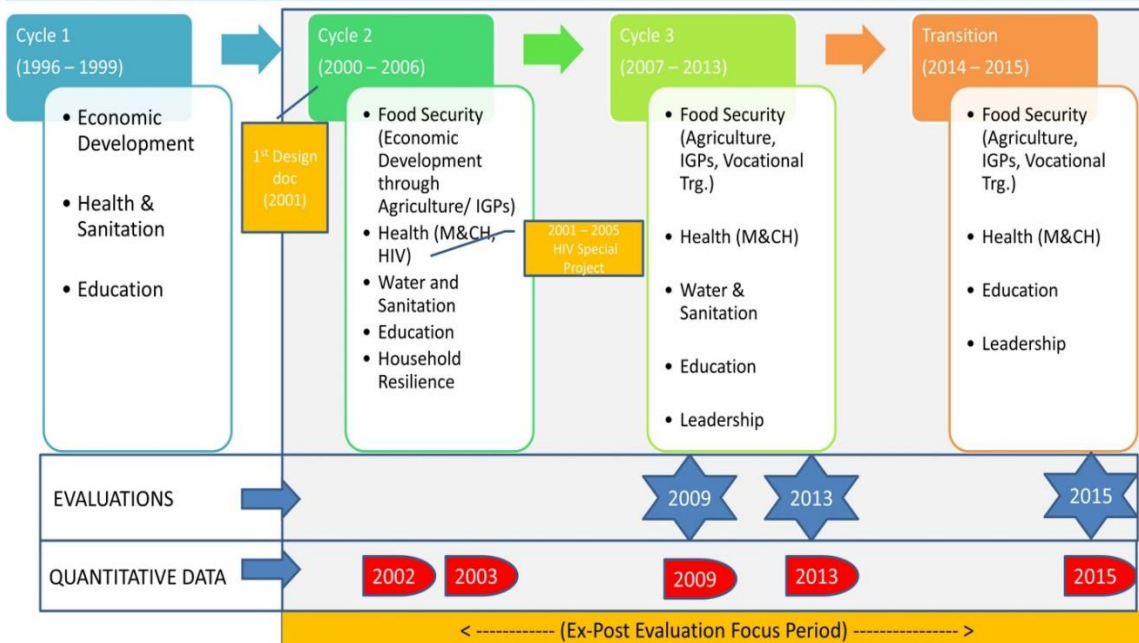 Cycle 1
(1996 – 1999)
• Economic
Development
• Health &
Sanitation
• Education
1st Design
doc
(2001)
Cycle 2
(2000 – 2006)
• Food Security
(Economic
Development
through
Agriculture/ IGPs)
• Health (M&CH,
HIV)
• Water and
Sanitation
• Education
• Household
Resilience
2001 – 2005
HIV Special
Project
Cycle 3
(2007 – 2013)
• Food Security
(Agriculture,
IGPs, Vocational
Trg.)
• Health (M&CH)
• Water &
Sanitation
• Education
• Leadership
Transition
(2014 – 2015)
• Food Security
(Agriculture,
IGPs, Vocational
Trg.)
• Health (M&CH)
• Education
• Leadership
EVALUATIONS
2009
2013
2015
QUANTITATIVE DATA
2002
2003
2009
2013
2015
< ------------ (Ex-Post Evaluation Focus Period) ---------------- >